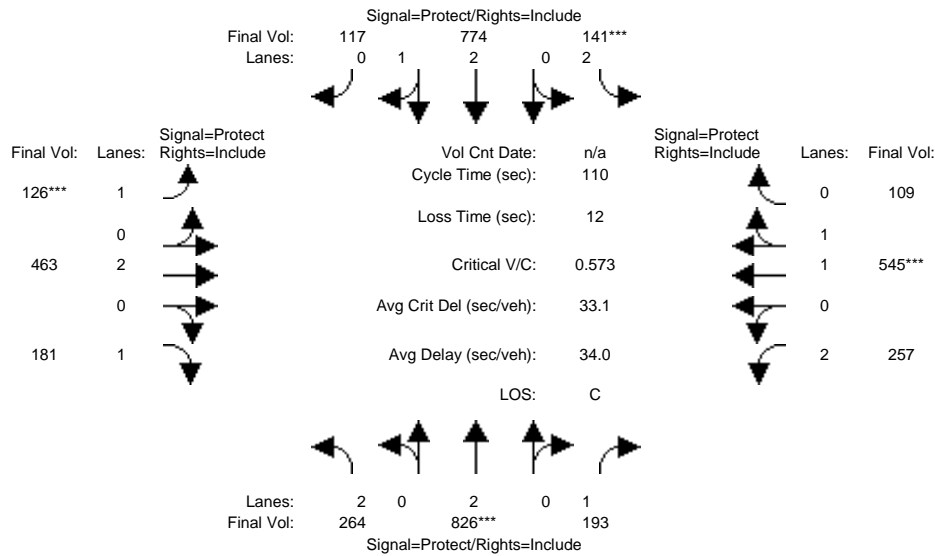 Signal=Protect/Rights=Include
Final Vol: 117 774 141***
Lanes: 0 1 2 0 2
Signal=Protect Signal=Protect
Final Vol: Lanes: Rights=Include Vol Cnt Date: n/a Rights=Include Lanes: Final Vol:
Cycle Time (sec): 110
126*** 1 0 109
Loss Time (sec): 12
0 1
463 2 Critical V/C: 0.573 1 545***
0 Avg Crit Del (sec/veh): 33.1 0
181 1 Avg Delay (sec/veh): 34.0 2 257
LOS: C
Lanes: 2 0 2 0 1
Final Vol: 264 826*** 193
Signal=Protect/Rights=Include